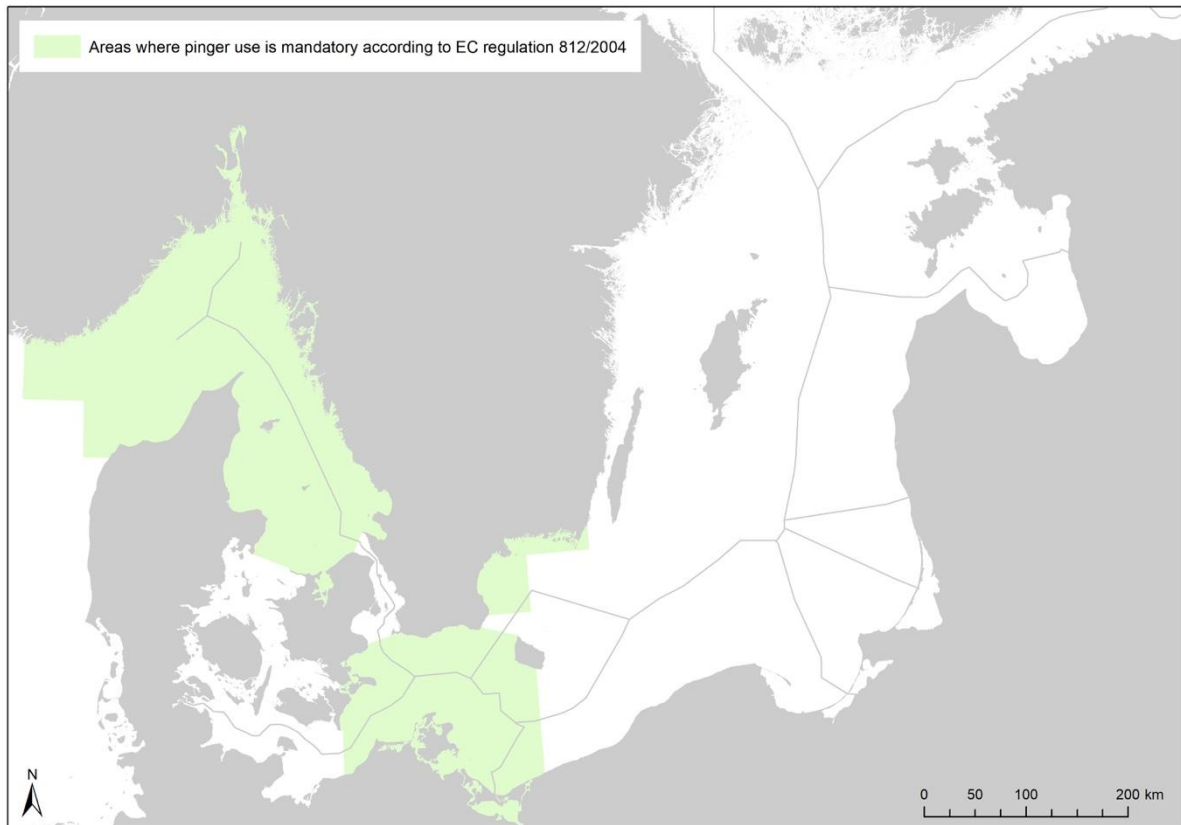 Areas where pinger use is mandatory according to EC regulation 812/2004
N
0 50 100 200 km